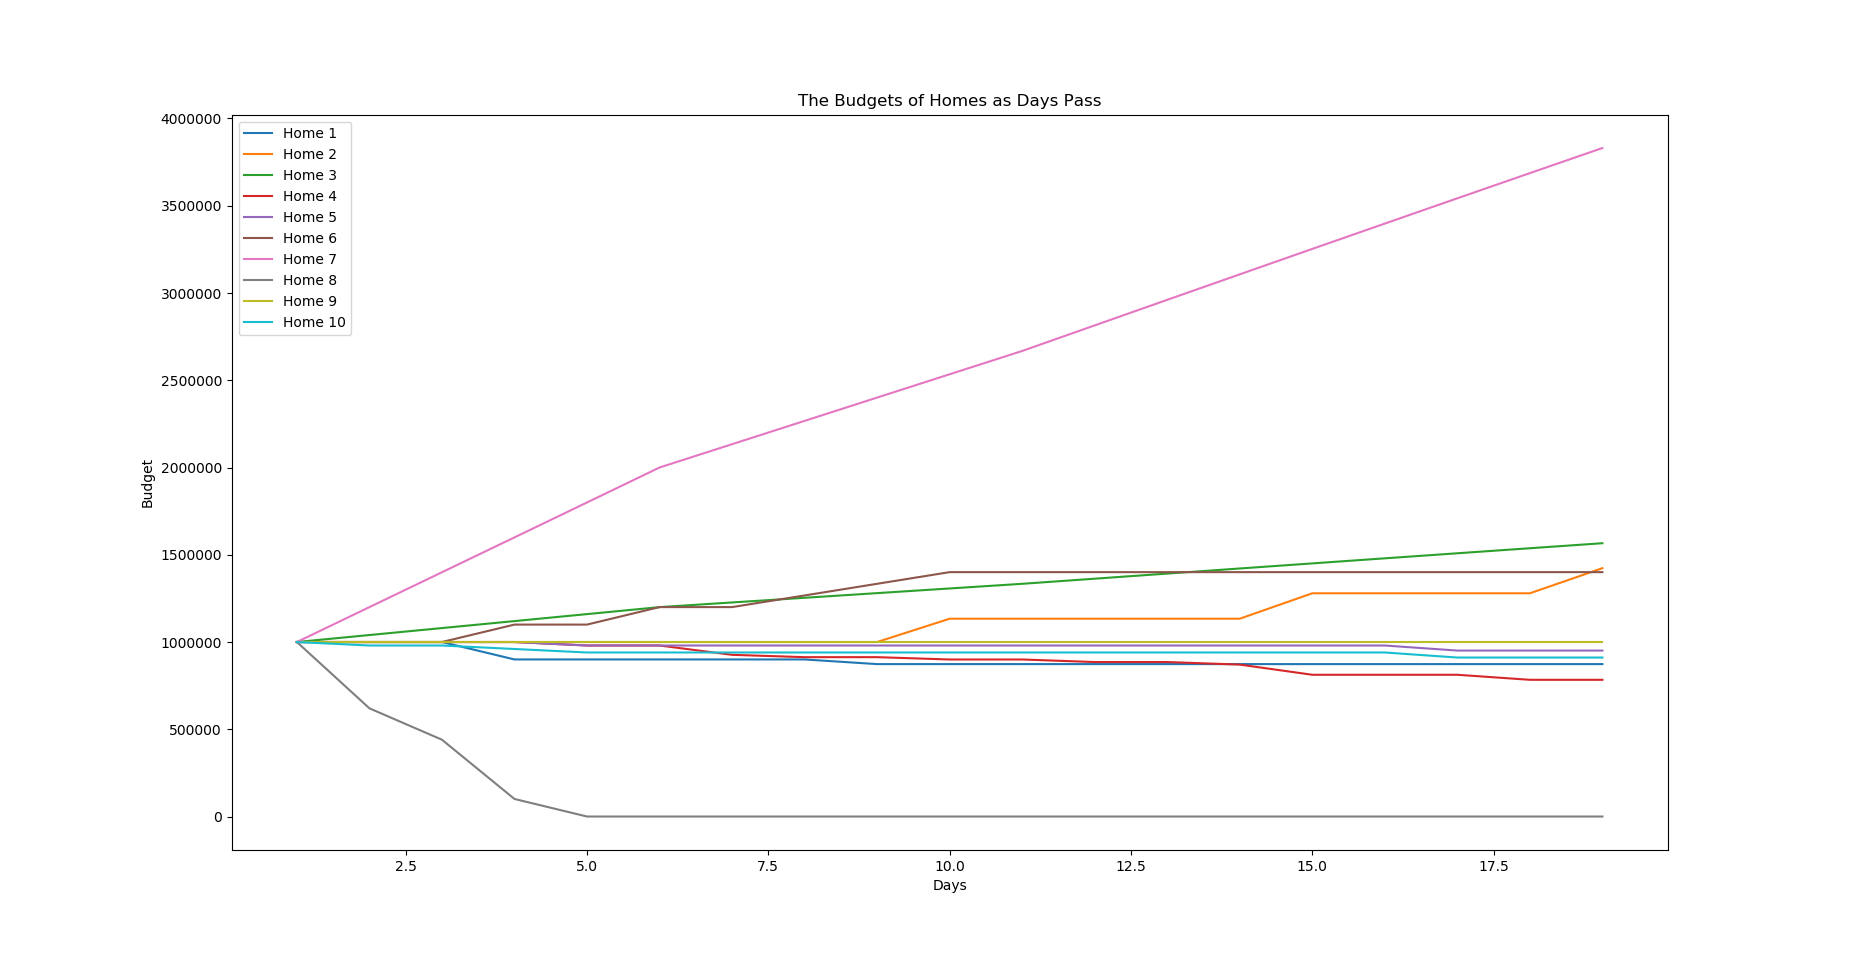 The Budgets of Homes as Days Pass
4000000
3500000
3000000
2500000
2000000
1500000
1000000
500000
0
Budget
Home 1
Home 2
Home 3
Home 4
Home 5
Home 6
Home 7
Home 8
Home 9
Home 10
2.5 5.0 7.5 10.0 12.5 15.0 17.5
Days